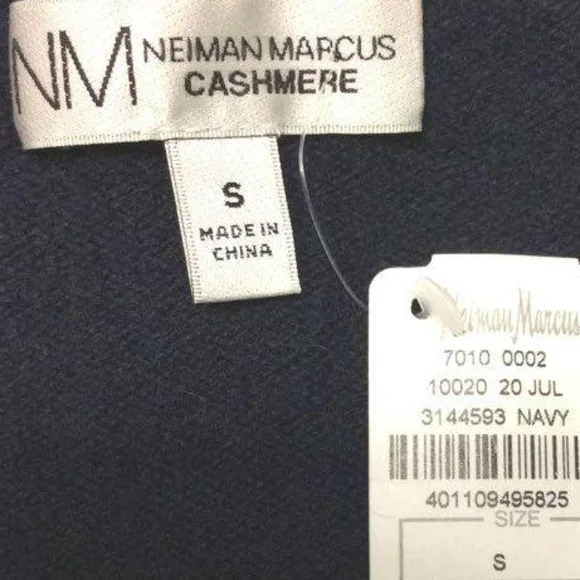 NM NEIMAN MARCUS
CASHMERE
S
MADE IN
CHINA
Neiman Marcus
7010 0002
10020 20 JUL
3144593 NAVY
401109495825
SIZE
S